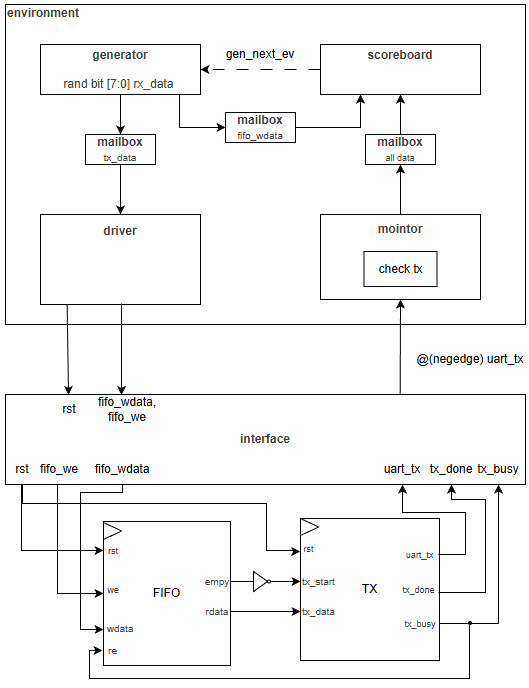 environment
generator
rand bit [7:0] rx_data
gen_next_ev
scoreboard
mailbox
fifo_wdata
mailbox
tx_data
mailbox
all data
driver
mointor
check tx
@(negedge) uart_tx
rst
fifo_wdata,
fifo_we
interface
rst
fifo_we
fifo_wdata
uart_tx
tx_done
tx_busy
rst
we
wdata
re
FIFO
empy
rdata
rst
tx_start
tx_data
TX
uart_tx
tx_done
tx_busy